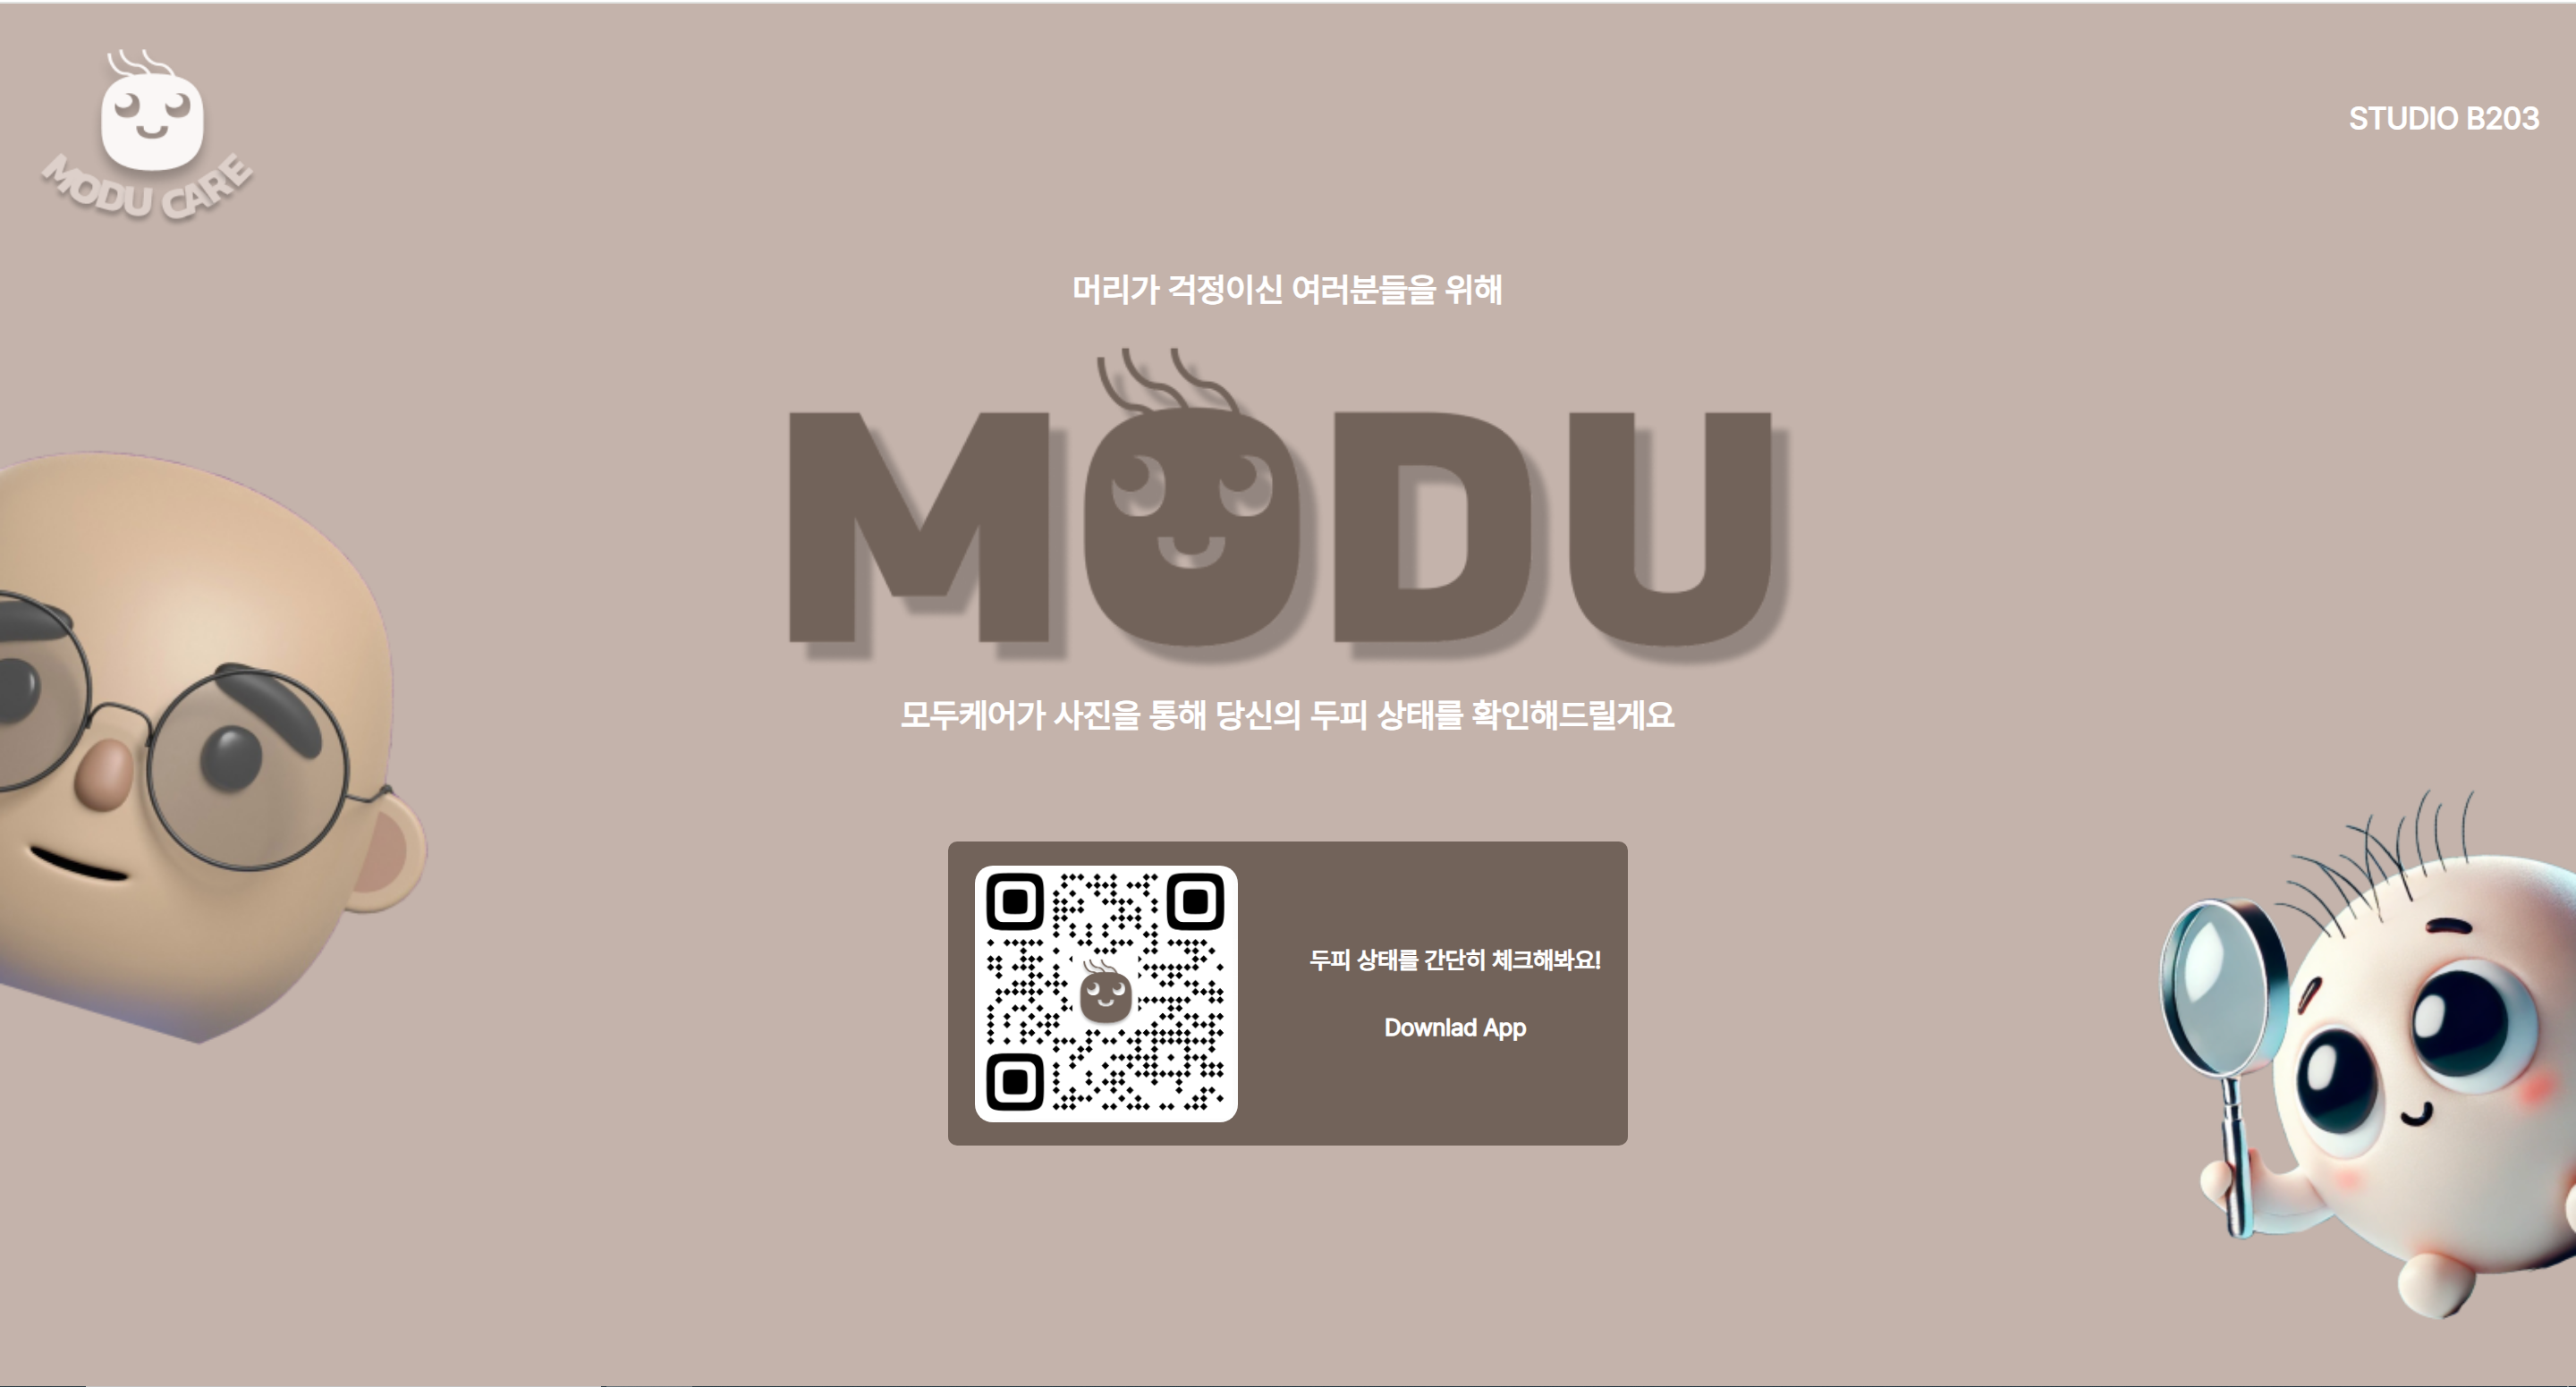 MODU CARE
STUDIO B203
머리가 걱정이신 여러분들을 위해
MODU
모두케어가 사진을 통해 당신의 두피 상태를 확인해드릴게요
두피 상태를 간단히 체크해봐요!
Downlad App